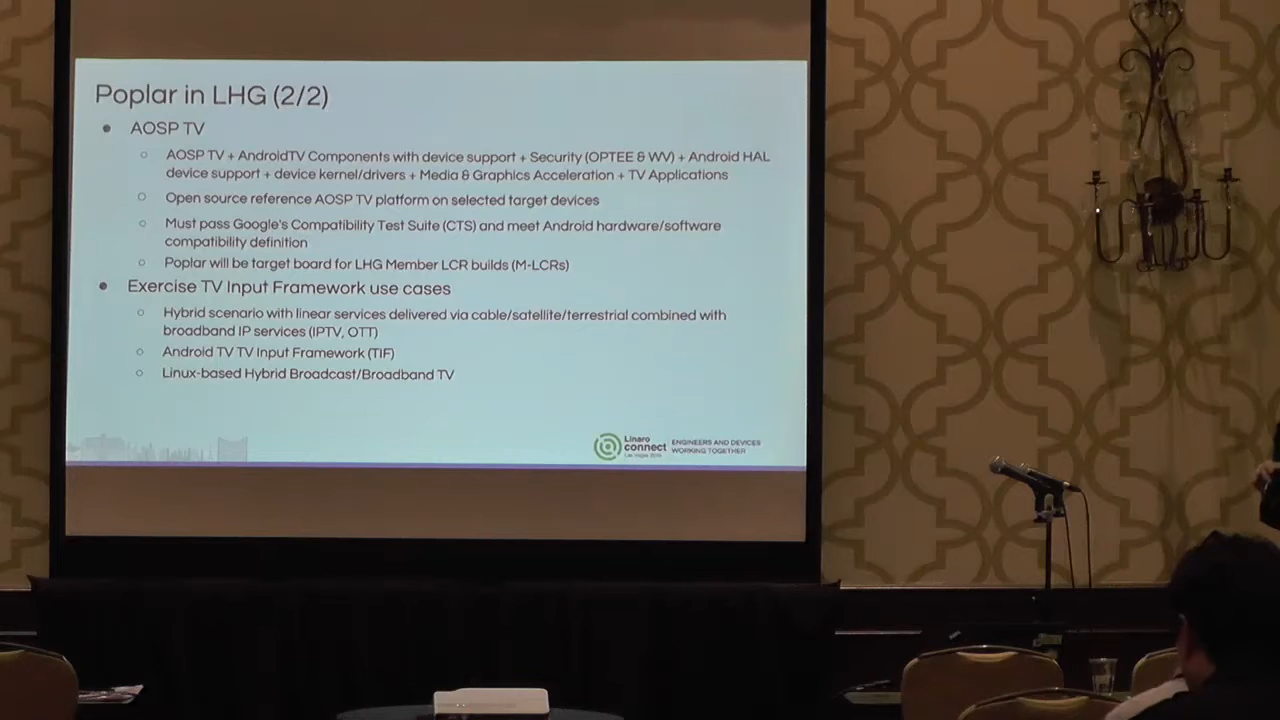 Poplar in LHG (2/2)
AOSP TV
AOSP TV + AndroidTV Components with device support + Security (OPTEE & WV) + Android HAL
device support + device kernel/drivers + Media & Graphics Acceleration + TV Applications
Open source reference AOSP TV platform on selected target devices
Must pass Google's Compatibility Test Suite (CTS) and meet Android hardware/software
compatibility definition
Poplar will be target board for LHG Member LCR builds (M-LCRs)
Exercise TV Input Framework use cases
Hybrid scenario with linear services delivered via cable/satellite/terrestrial combined with
broadband IP services (IPTV, OTT)
Android TV TV Input Framework (TIF)
Linux-based Hybrid Broadcast/Broadband TV
Linaro
connect
Las Vegas 2016
ENGINEERS AND DEVICES
WORKING TOGETHER